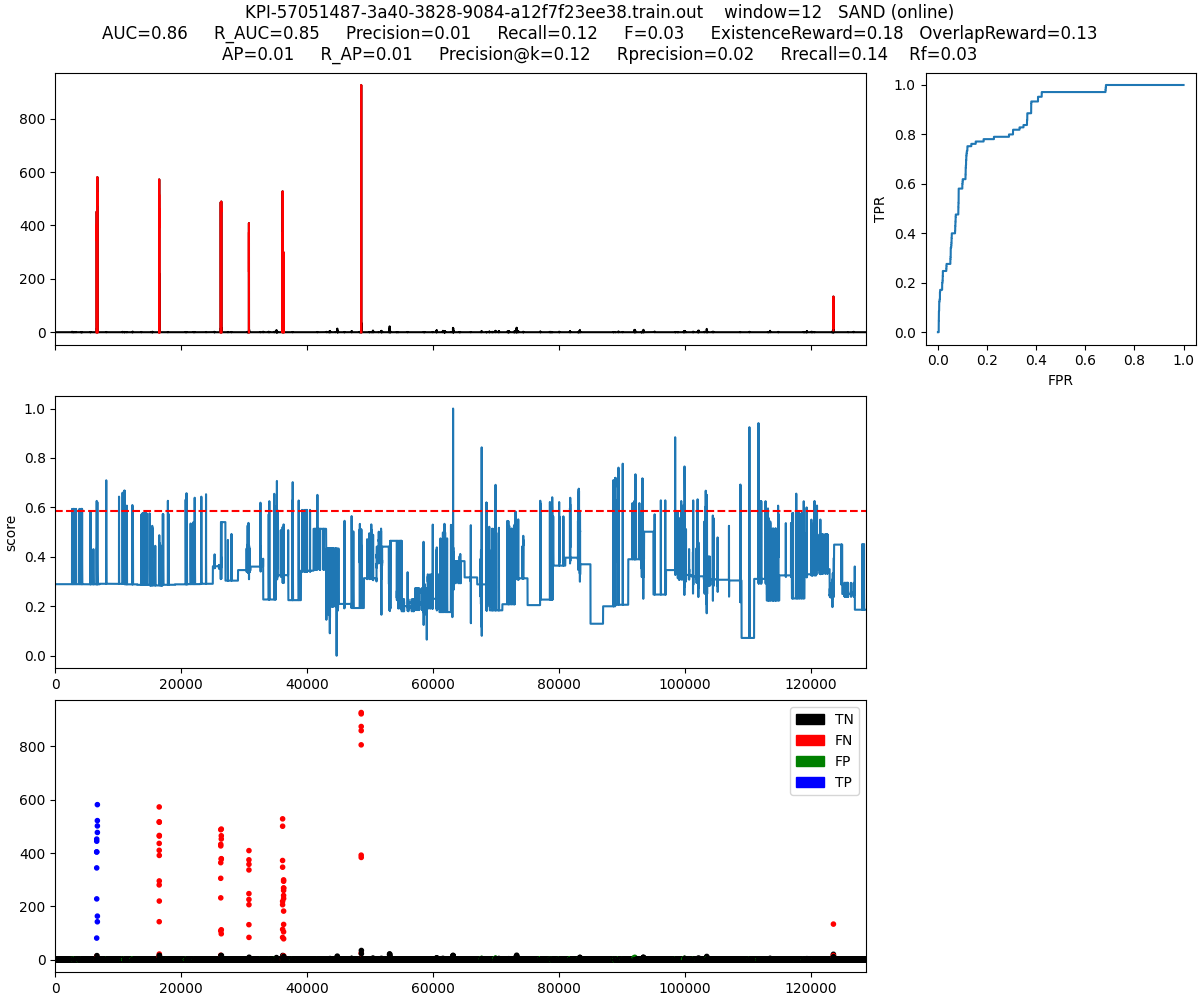 KPI-57051487-3a40-3828-9084-a12f7f23ee38.train.out window=12 SAND (online)
AUC=0.86 R_AUC=0.85 Precision=0.01 Recall=0.12 F=0.03 ExistenceReward=0.18 OverlapReward=0.13
AP=0.01 R_AP=0.01 Precision@k=0.12 Rprecision=0.02 Rrecall=0.14 Rf=0.03
800
600
400
200
0
1.0
0.8
0.6
0.4
0.2
0.0
TPR
0.0 0.2 0.4 0.6 0.8 1.0
FPR
1.0
0.8
0.6
0.4
0.2
0.0
score
0 20000 40000 60000 80000 100000 120000
800
600
400
200
0
TN
FN
FP
TP
0 20000 40000 60000 80000 100000 120000